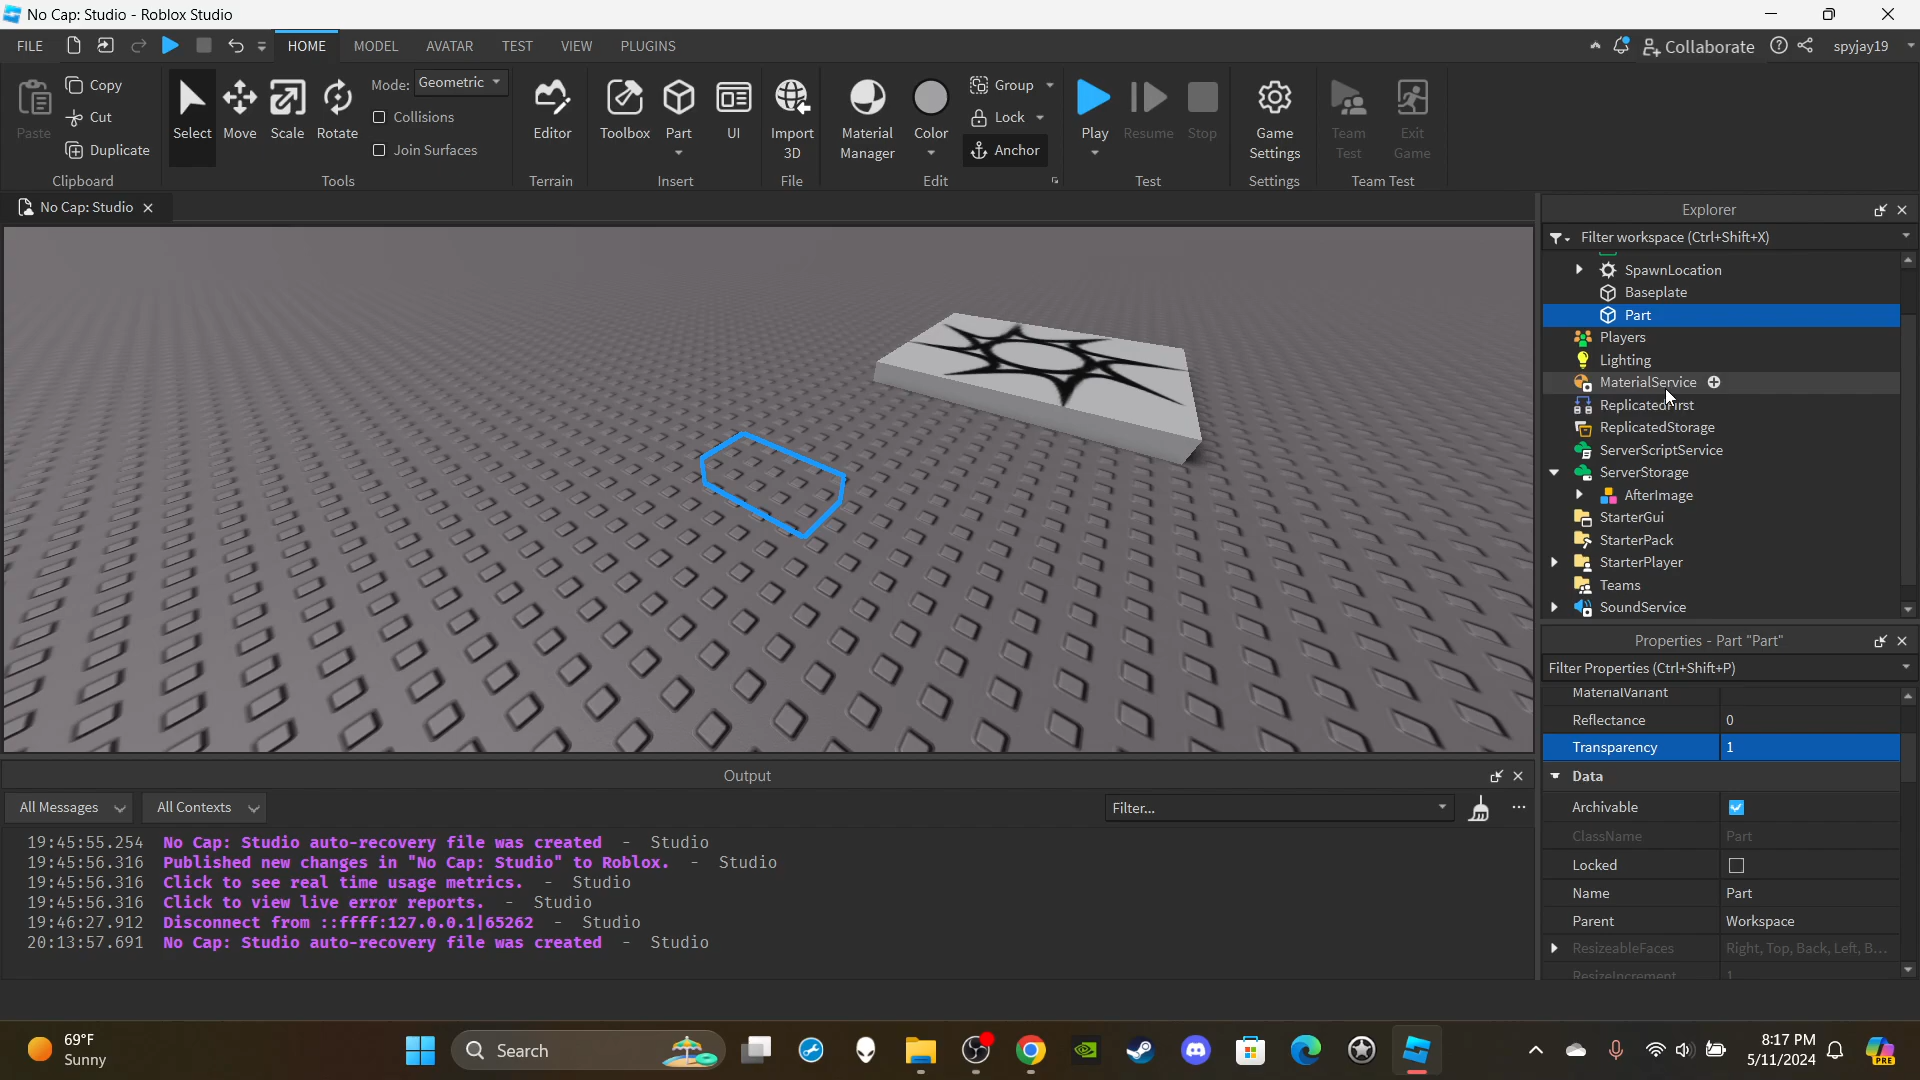 No Cap: Studio - Roblox Studio
FILE HOME MODEL AVATAR TEST VIEW PLUGINS Collaborate spyjay19
Paste Copy Cut Duplicate Clipboard
Select Move Scale Rotate Mode: Geometric Collisions Join Surfaces Tools
Editor Terrain
Toolbox Part UI Insert
Import 3D File
Material Manager Color Group Lock Anchor Edit
Play Resume Stop Test
Game Settings Settings
Team Test Exit Game Team Test
No Cap: Studio
Explorer
Filter workspace (Ctrl+Shift+X)
SpawnLocation
Baseplate
Part
Players
Lighting
MaterialService
ReplicatedFirst
ReplicatedStorage
ServerScriptService
ServerStorage
AfterImage
StarterGui
StarterPack
StarterPlayer
Teams
SoundService
Properties - Part "Part"
Filter Properties (Ctrl+Shift+P)
MaterialVariant
Reflectance 0
Transparency 1
Data
Archivable
ClassName Part
Locked
Name Part
Parent Workspace
ResizeableFaces Right, Top, Back, Left, B...
ResizeIncrement 1
Output
All Messages All Contexts Filter...
19:45:55.254 No Cap: Studio auto-recovery file was created - Studio
19:45:56.316 Published new changes in "No Cap: Studio" to Roblox. - Studio
19:45:56.316 Click to see real time usage metrics. - Studio
19:45:56.316 Click to view live error reports. - Studio
19:46:27.912 Disconnect from ::ffff:127.0.0.1|65262 - Studio
20:13:57.691 No Cap: Studio auto-recovery file was created - Studio
69°F
Sunny
Search
8:17 PM
5/11/2024
PRE